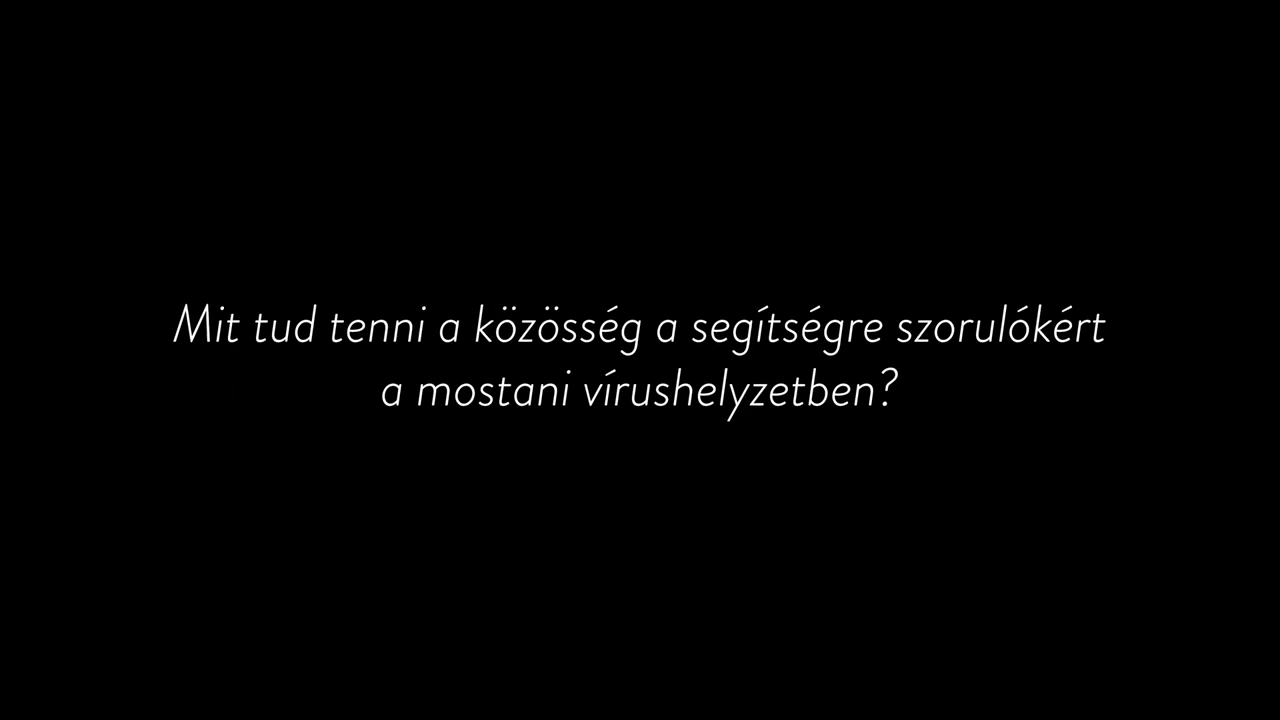 Mit tud tenni a közösség a segítségre szorulókért
a mostani vírushelyzetben?